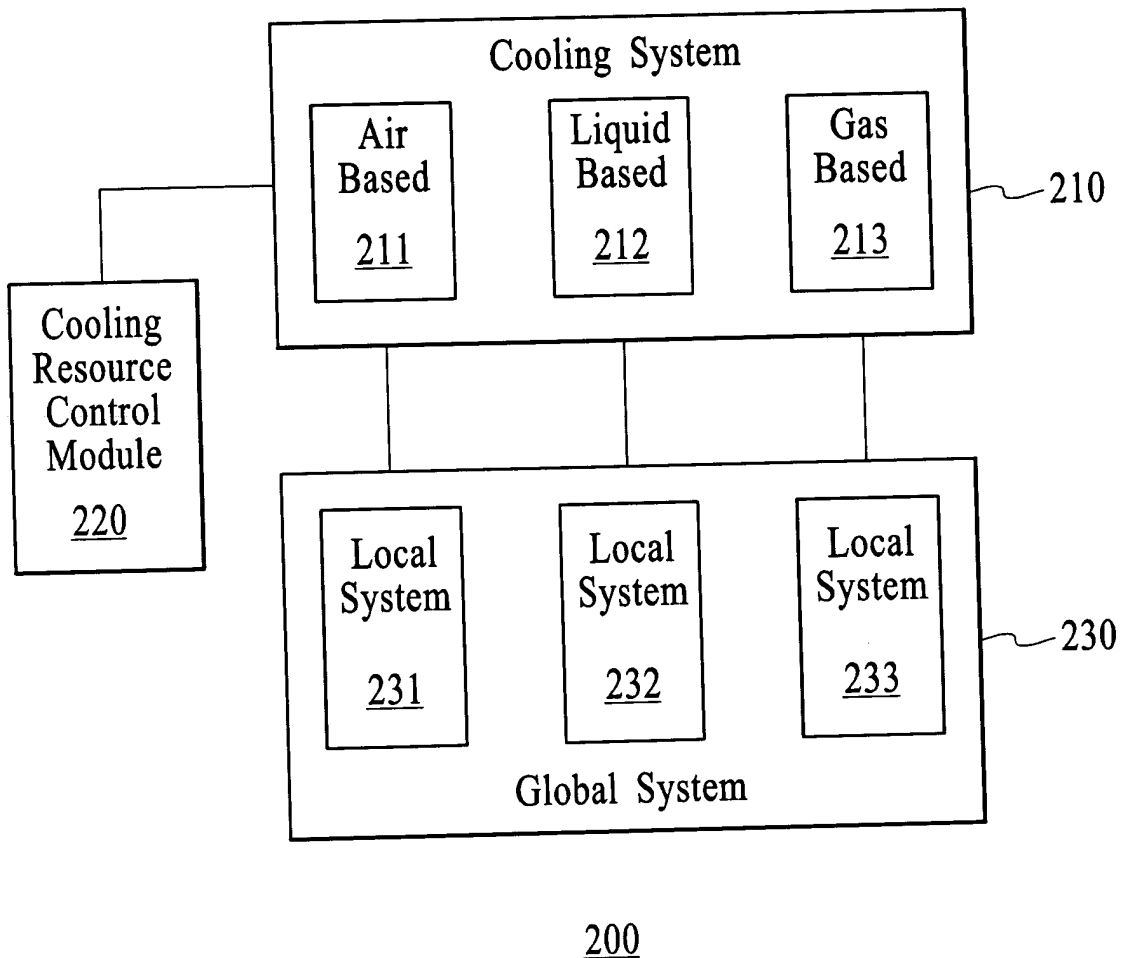 Cooling System
Air
Based
211
Liquid
Based
212
Gas
Based
213
210
Cooling
Resource
Control
Module
220
Local
System
231
Local
System
232
Local
System
233
230
Global System
200